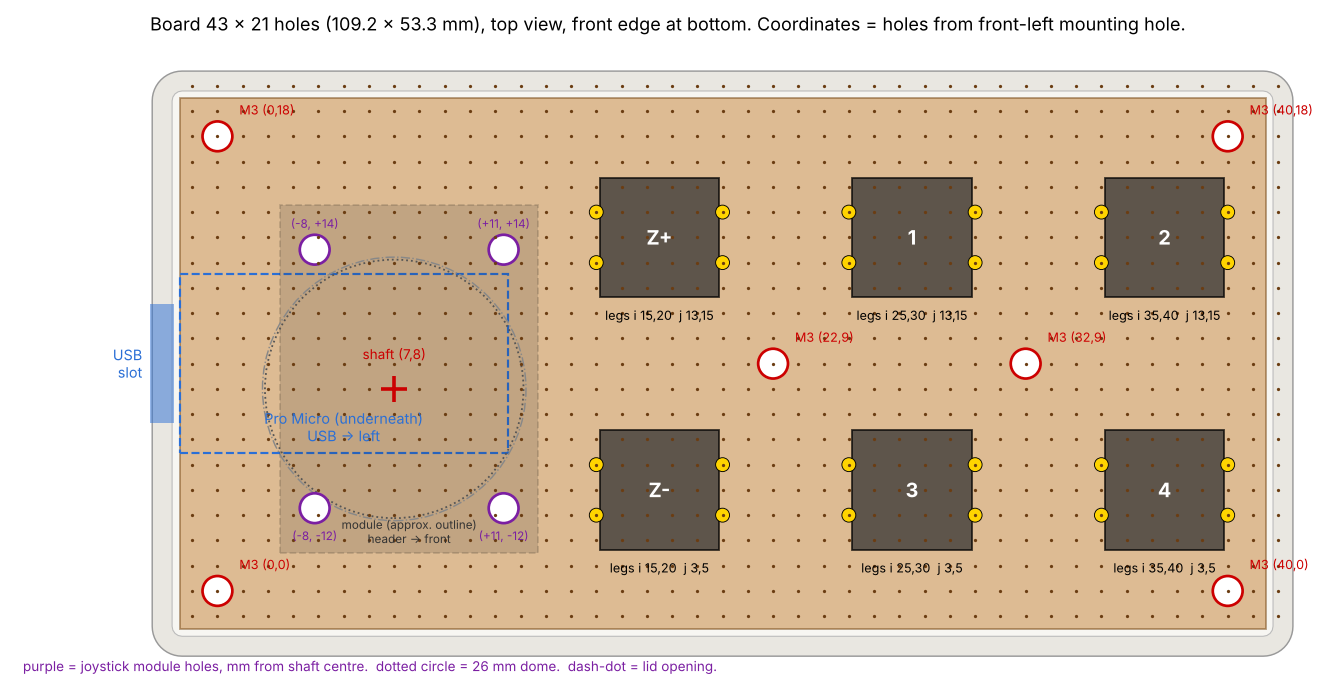 Board 43 × 21 holes (109.2 × 53.3 mm), top view, front edge at bottom. Coordinates = holes from front-left mounting hole.
M3 (0,18)
M3 (40,18)
(-8, +14)
(+11, +14)
Z+
1
2
legs i 15,20 j 13,15
legs i 25,30 j 13,15
legs i 35,40 j 13,15
M3 (22,9)
M3 (32,9)
USB
slot
shaft (7,8)
Pro Micro (underneath)
USB → left
Z-
3
4
module (approx. outline)
header → front
(-8, -12)
(+11, -12)
M3 (0,0)
legs i 15,20 j 3,5
legs i 25,30 j 3,5
legs i 35,40 j 3,5
M3 (40,0)
purple = joystick module holes, mm from shaft centre. dotted circle = 26 mm dome. dash-dot = lid opening.